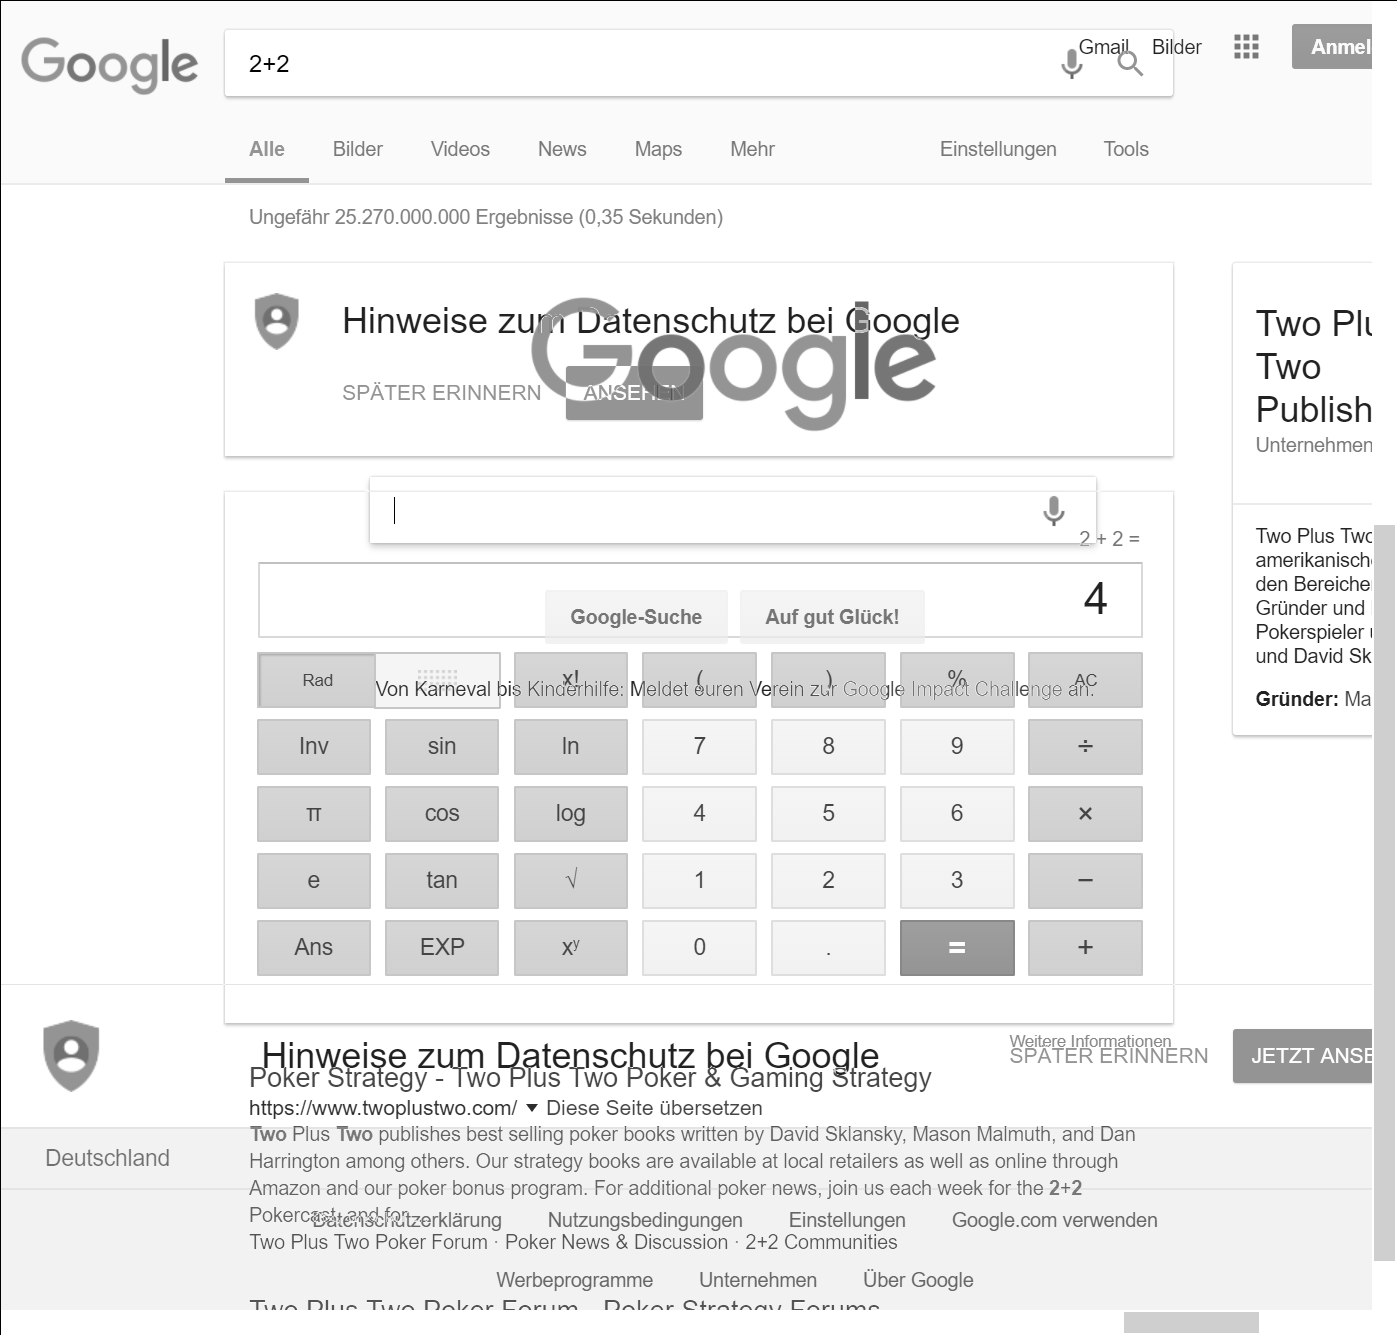 Google
2+2
Gmail Bilder Anmel
Alle Bilder Videos News Maps Mehr Einstellungen Tools
Ungefähr 25.270.000.000 Ergebnisse (0,35 Sekunden)
Hinweise zum Datenschutz bei Google
Google
SPÄTER ERINNERN ANSEHEN
Two Plu
Two
Publish
Unternehmen
2 + 2 =
4
Google-Suche Auf gut Glück!
Two Plus Two
amerikanische
den Bereiche
Gründer und
Pokerspieler u
und David Sk
Gründer: Ma
Rad x! ( ) % AC
Von Karneval bis Kinderhilfe: Meldet euren Verein zur Google Impact Challenge an.
Inv sin ln 7 8 9 ÷
π cos log 4 5 6 ×
e tan √ 1 2 3 −
Ans EXP xʸ 0 . = +
Hinweise zum Datenschutz bei Google
Weitere Informationen
SPÄTER ERINNERN JETZT ANSE
Poker Strategy - Two Plus Two Poker & Gaming Strategy
https://www.twoplustwo.com/ ▼ Diese Seite übersetzen
Two Plus Two publishes best selling poker books written by David Sklansky, Mason Malmuth, and Dan
Harrington among others. Our strategy books are available at local retailers as well as online through
Amazon and our poker bonus program. For additional poker news, join us each week for the 2+2
Pokercast, and for ...
Deutschland
Datenschutzerklärung Nutzungsbedingungen Einstellungen Google.com verwenden
Two Plus Two Poker Forum · Poker News & Discussion · 2+2 Communities
Werbeprogramme Unternehmen Über Google
Two Plus Two Poker Forum - Poker Strategy Forums